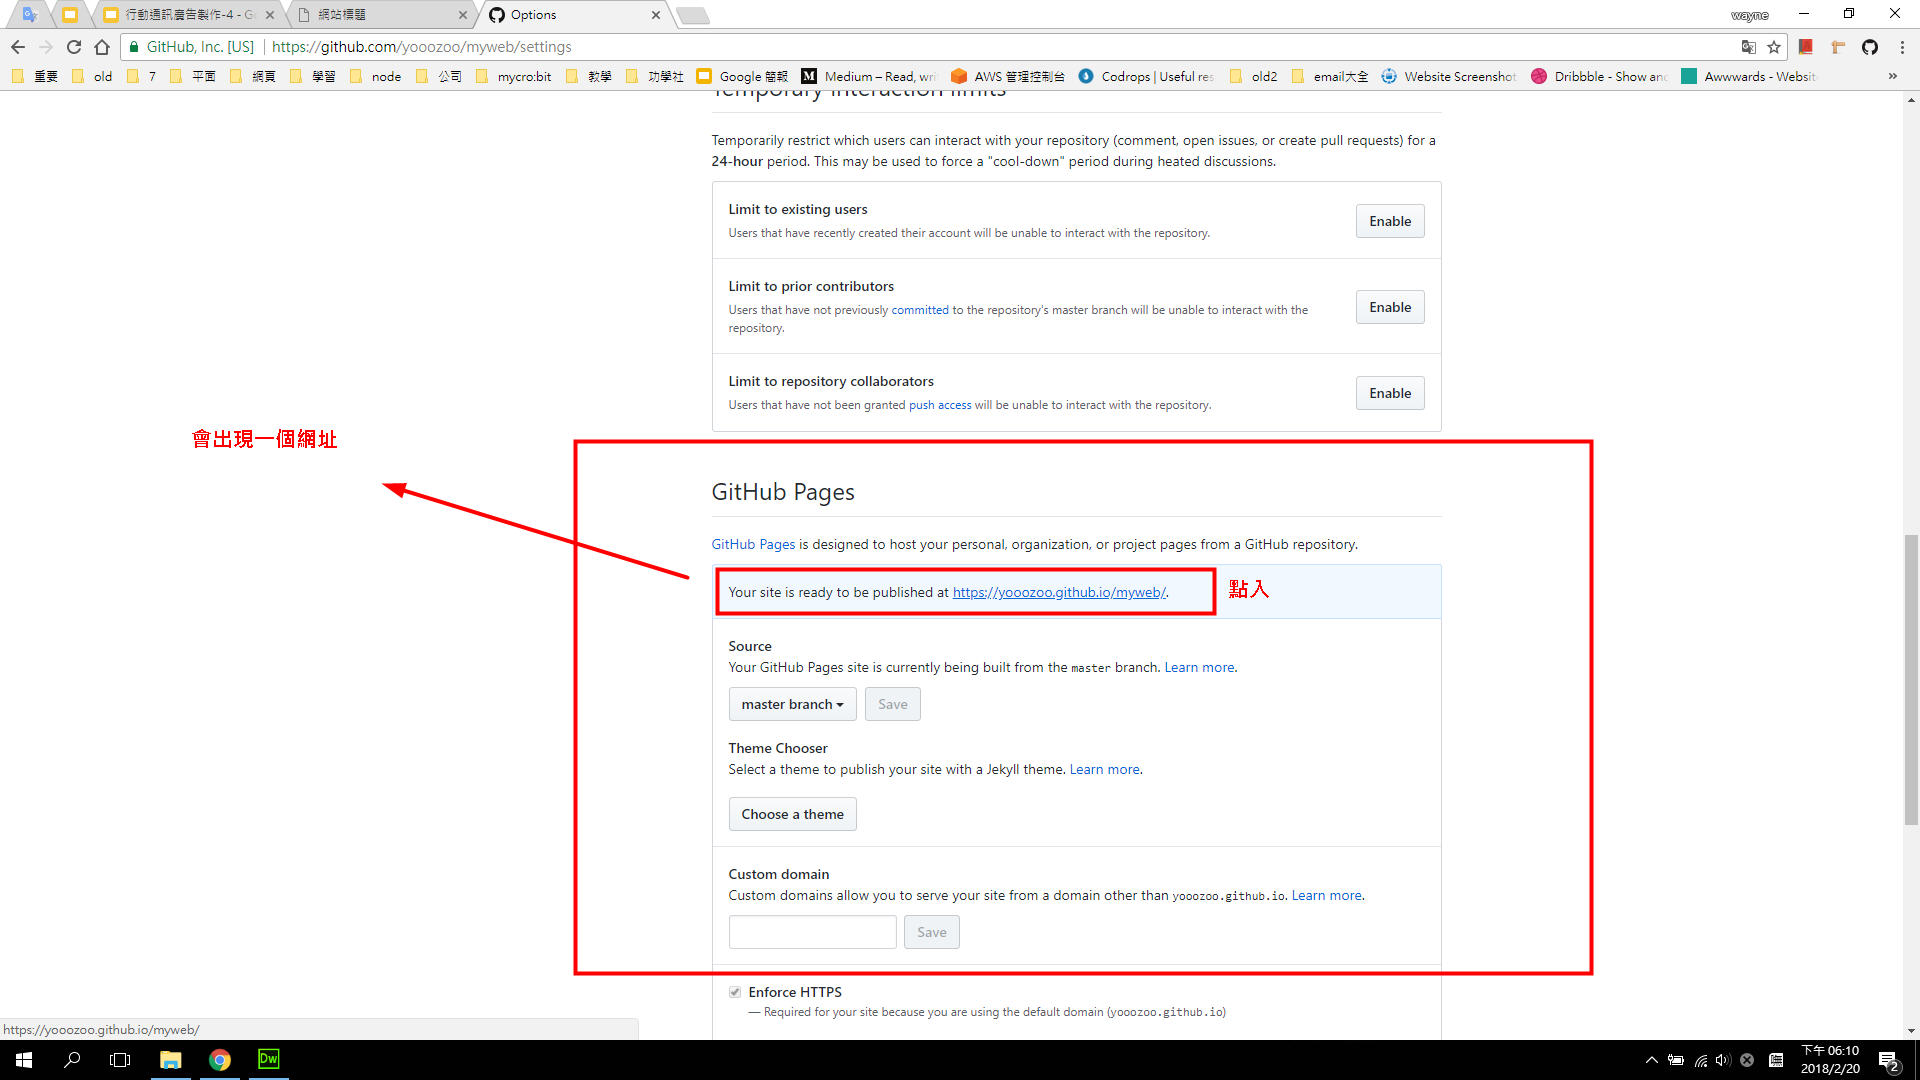 行動通訊廣告製作-4 - G
網站標題
Options
wayne
GitHub, Inc. [US]
https://github.com/yooozoo/myweb/settings
重要
old
7
平面
網頁
學習
node
公司
mycro:bit
教學
功學社
Google 簡報
Medium – Read, wri
AWS 管理控制台
Codrops | Useful res
old2
email大全
Website Screenshot
Dribbble - Show and
Awwwards - Websit
»
Temporary interaction limits
Temporarily restrict which users can interact with your repository (comment, open issues, or create pull requests) for a
24-hour period. This may be used to force a "cool-down" period during heated discussions.
Limit to existing users
Users that have recently created their account will be unable to interact with the repository.
Enable
Limit to prior contributors
Users that have not previously committed to the repository's master branch will be unable to interact with the
repository.
Enable
Limit to repository collaborators
Users that have not been granted push access will be unable to interact with the repository.
Enable
會出現一個網址
GitHub Pages
GitHub Pages is designed to host your personal, organization, or project pages from a GitHub repository.
Your site is ready to be published at https://yooozoo.github.io/myweb/.
點入
Source
Your GitHub Pages site is currently being built from the master branch. Learn more.
master branch
Save
Theme Chooser
Select a theme to publish your site with a Jekyll theme. Learn more.
Choose a theme
Custom domain
Custom domains allow you to serve your site from a domain other than yooozoo.github.io. Learn more.
Save
Enforce HTTPS
— Required for your site because you are using the default domain (yooozoo.github.io)
https://yooozoo.github.io/myweb/
Dw
下午 06:10
2018/2/20
2